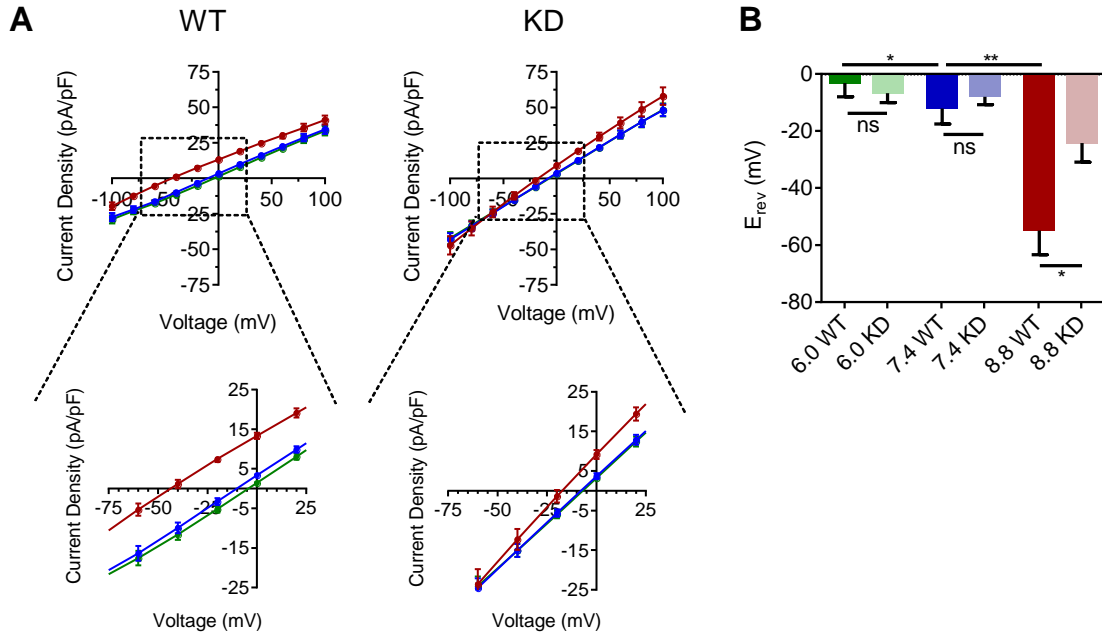 A
WT
KD
B
Current Density (pA/pF)
75
50
25
-100
-50
50
100
-25
-50
-75
Voltage (mV)
Current Density (pA/pF)
75
50
25
-100
-50
50
100
-25
-50
-75
Voltage (mV)
Current Density (pA/pF)
25
15
5
-75
-50
-25
25
-5
-15
-25
Voltage (mV)
Current Density (pA/pF)
25
15
5
-75
-50
-25
25
-5
-15
-25
Voltage (mV)
* **
0
-20
-40
-60
-80
Erev (mV)
ns
ns
*
6.0 WT
6.0 KD
7.4 WT
7.4 KD
8.8 WT
8.8 KD